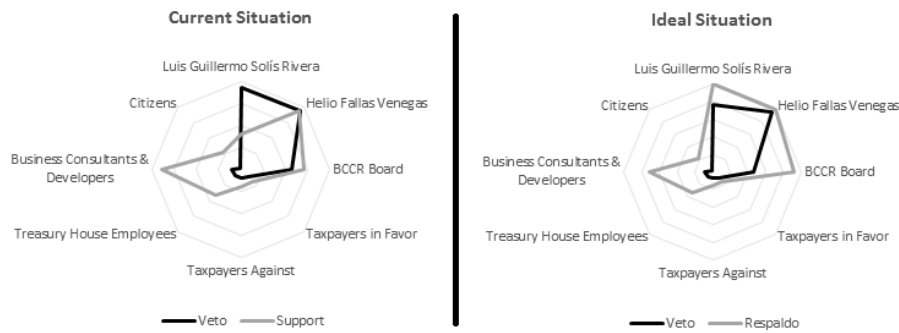 Current Situation
Luis Guillermo Solís Rivera
Citizens
Helio Fallas Venegas
Business Consultants &
Developers
BCCR Board
Treasury House Employees
Taxpayers in Favor
Taxpayers Against
Veto
Support
Ideal Situation
Luis Guillermo Solís Rivera
Citizens
Helio Fallas Venegas
Business Consultants &
Developers
BCCR Board
Treasury House Employees
Taxpayers in Favor
Taxpayers Against
Veto
Respaldo